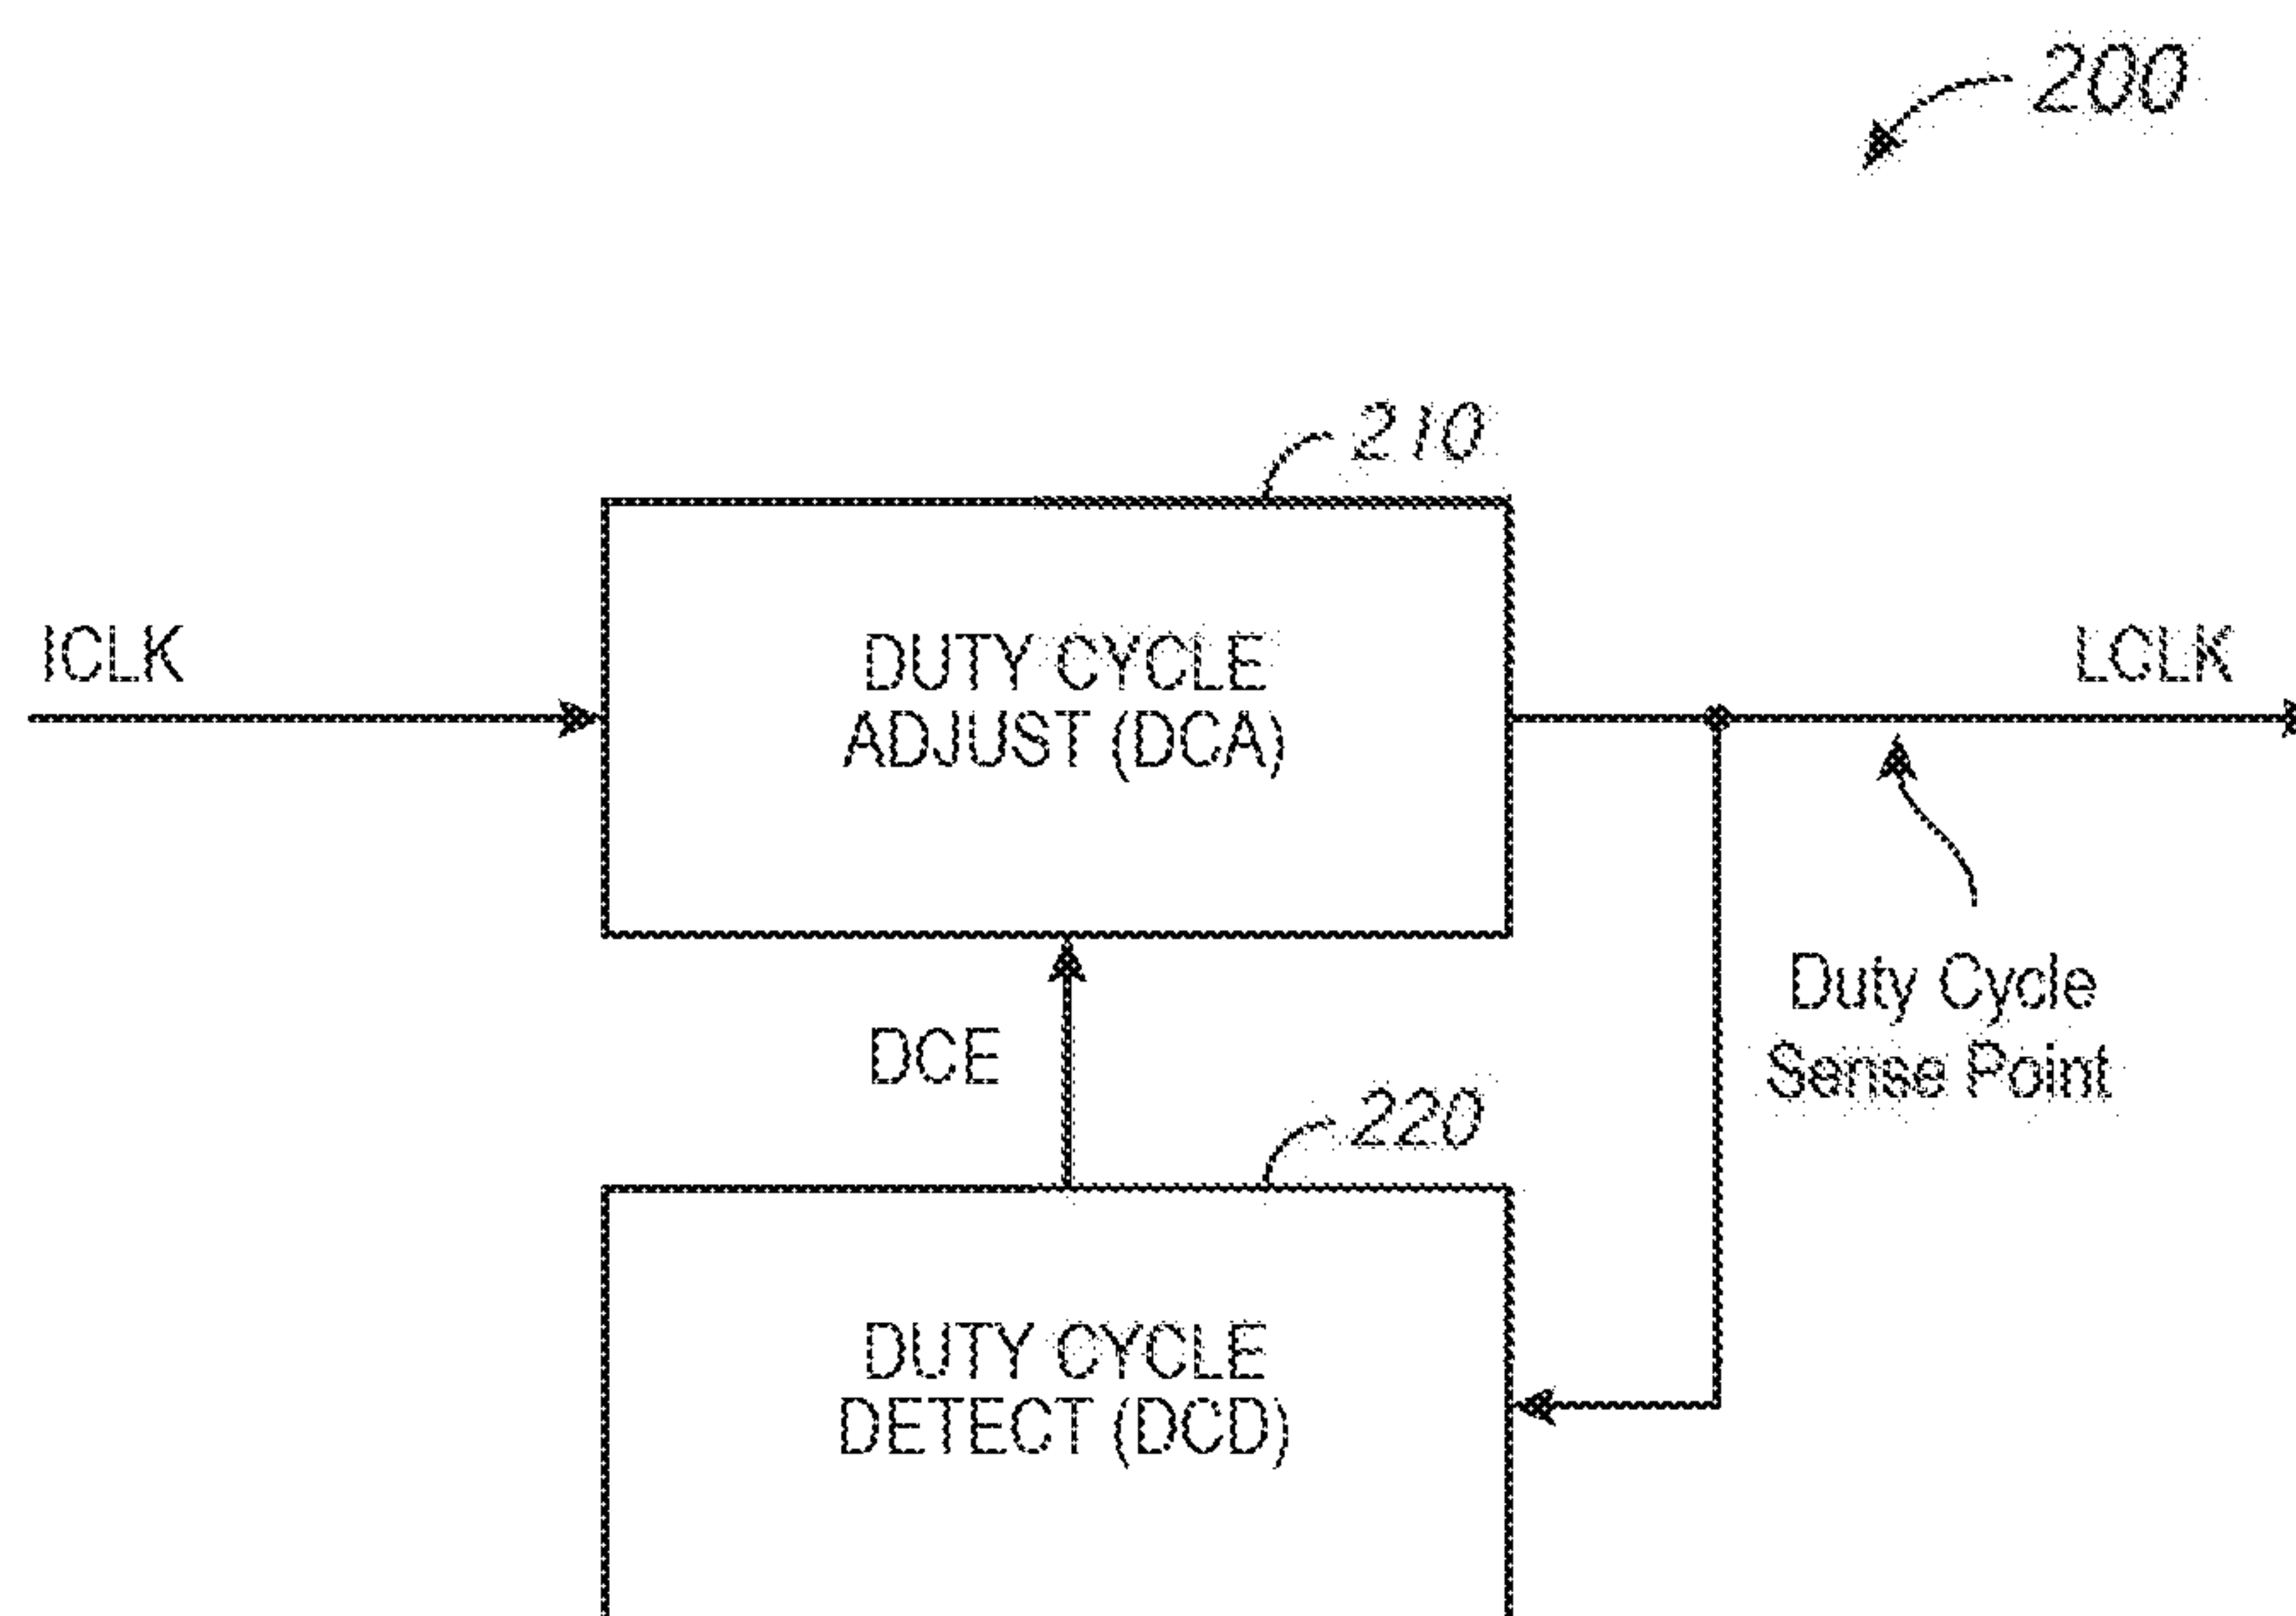 200
210
ICLK
DUTY CYCLE
ADJUST (DCA)
LCLK
Duty Cycle
Sense Point
DCE
220
DUTY CYCLE
DETECT (DCD)